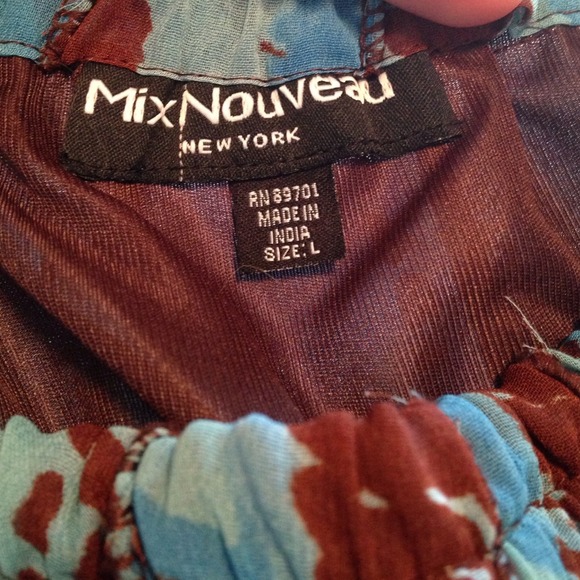 MixNouveau
NEW YORK
RN 89701
MADE IN
INDIA
SIZE: L